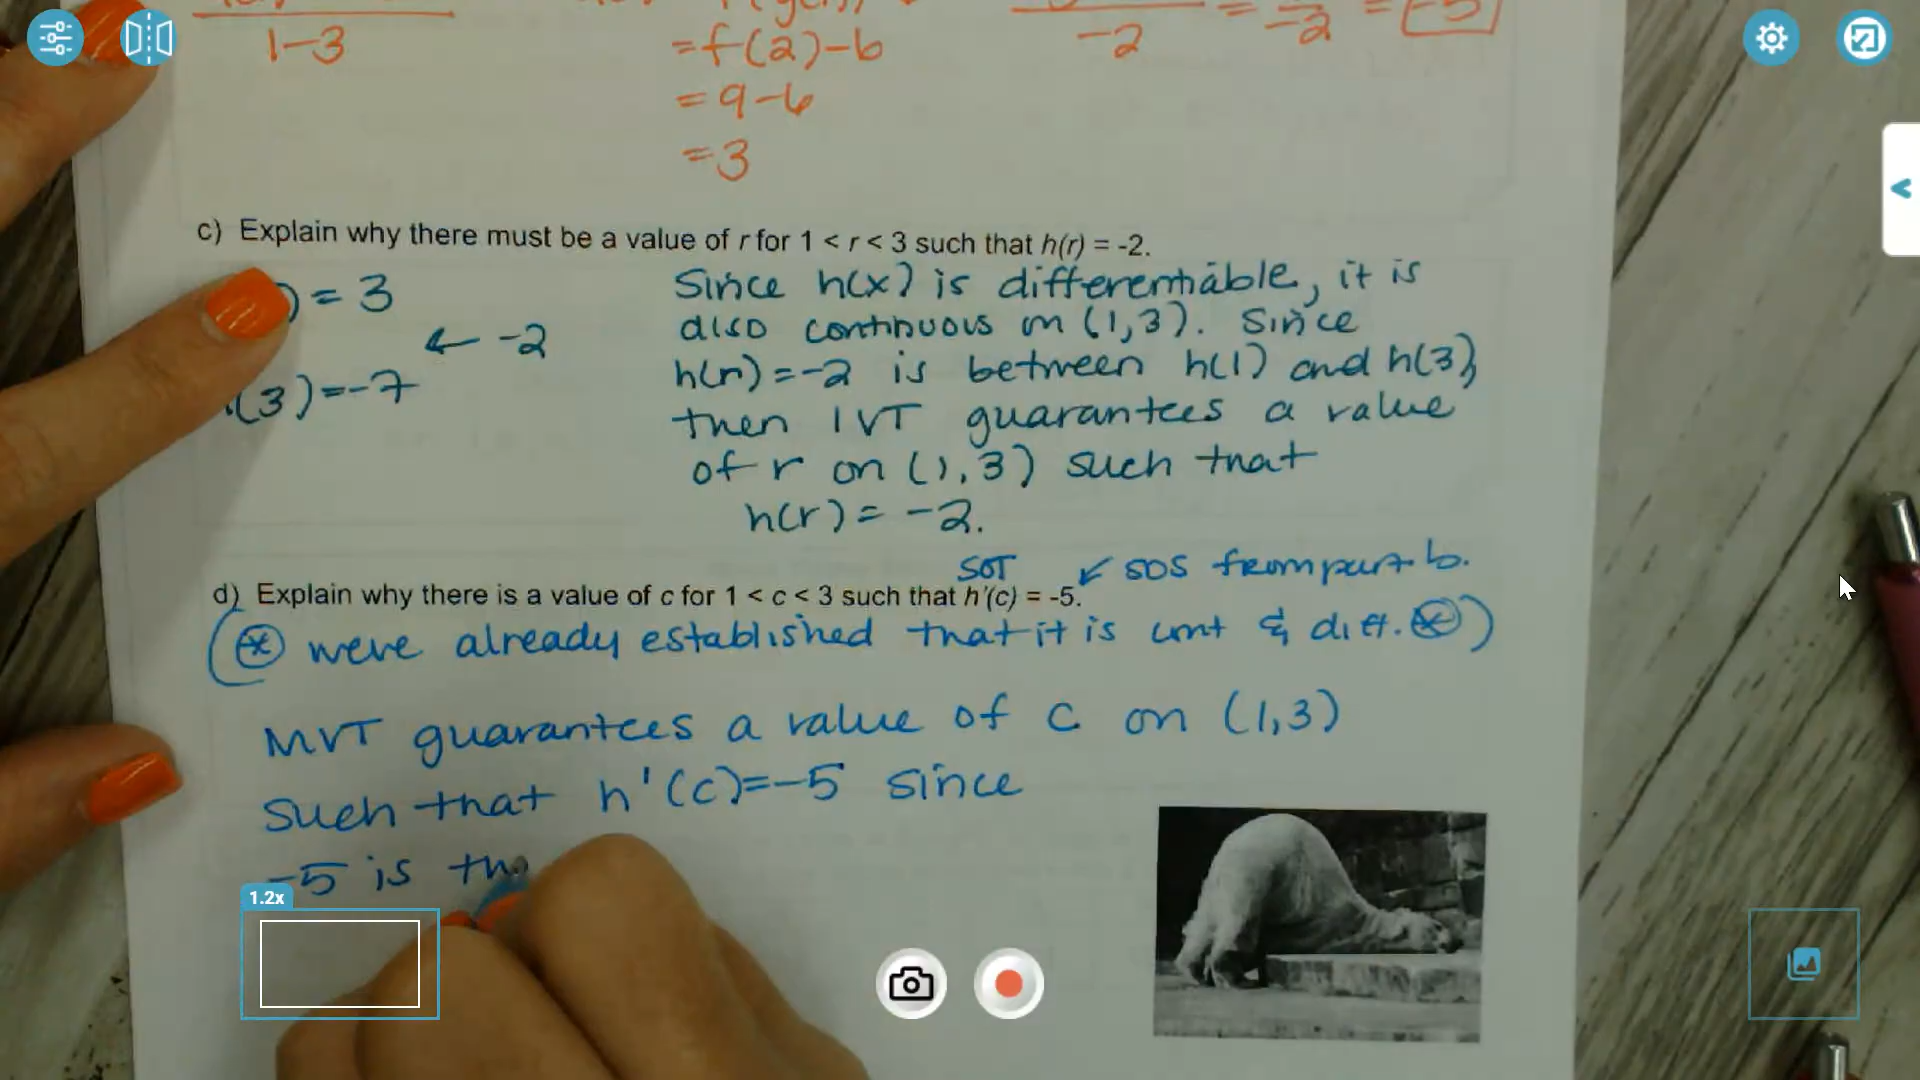 1-3
=f(2)-6
-2
=
-2
= -5
=9-6
=3
c) Explain why there must be a value of r for 1 < r < 3 such that h(r) = -2.
) = 3
← -2
(3)=-7
Since h(x) is differentiable, it is
also continuous on (1,3). Since
h(r)=-2 is between h(1) and h(3),
then IVT guarantees a value
of r on (1,3) such that
h(r) = -2.
SOT
↙ SOS from part b.
d) Explain why there is a value of c for 1 < c < 3 such that h'(c) = -5.
(* weve already established that it is cont & diff. *)
MVT guarantees a value of c on (1,3)
such that h'(c)=-5 since
-5 is the
1.2x